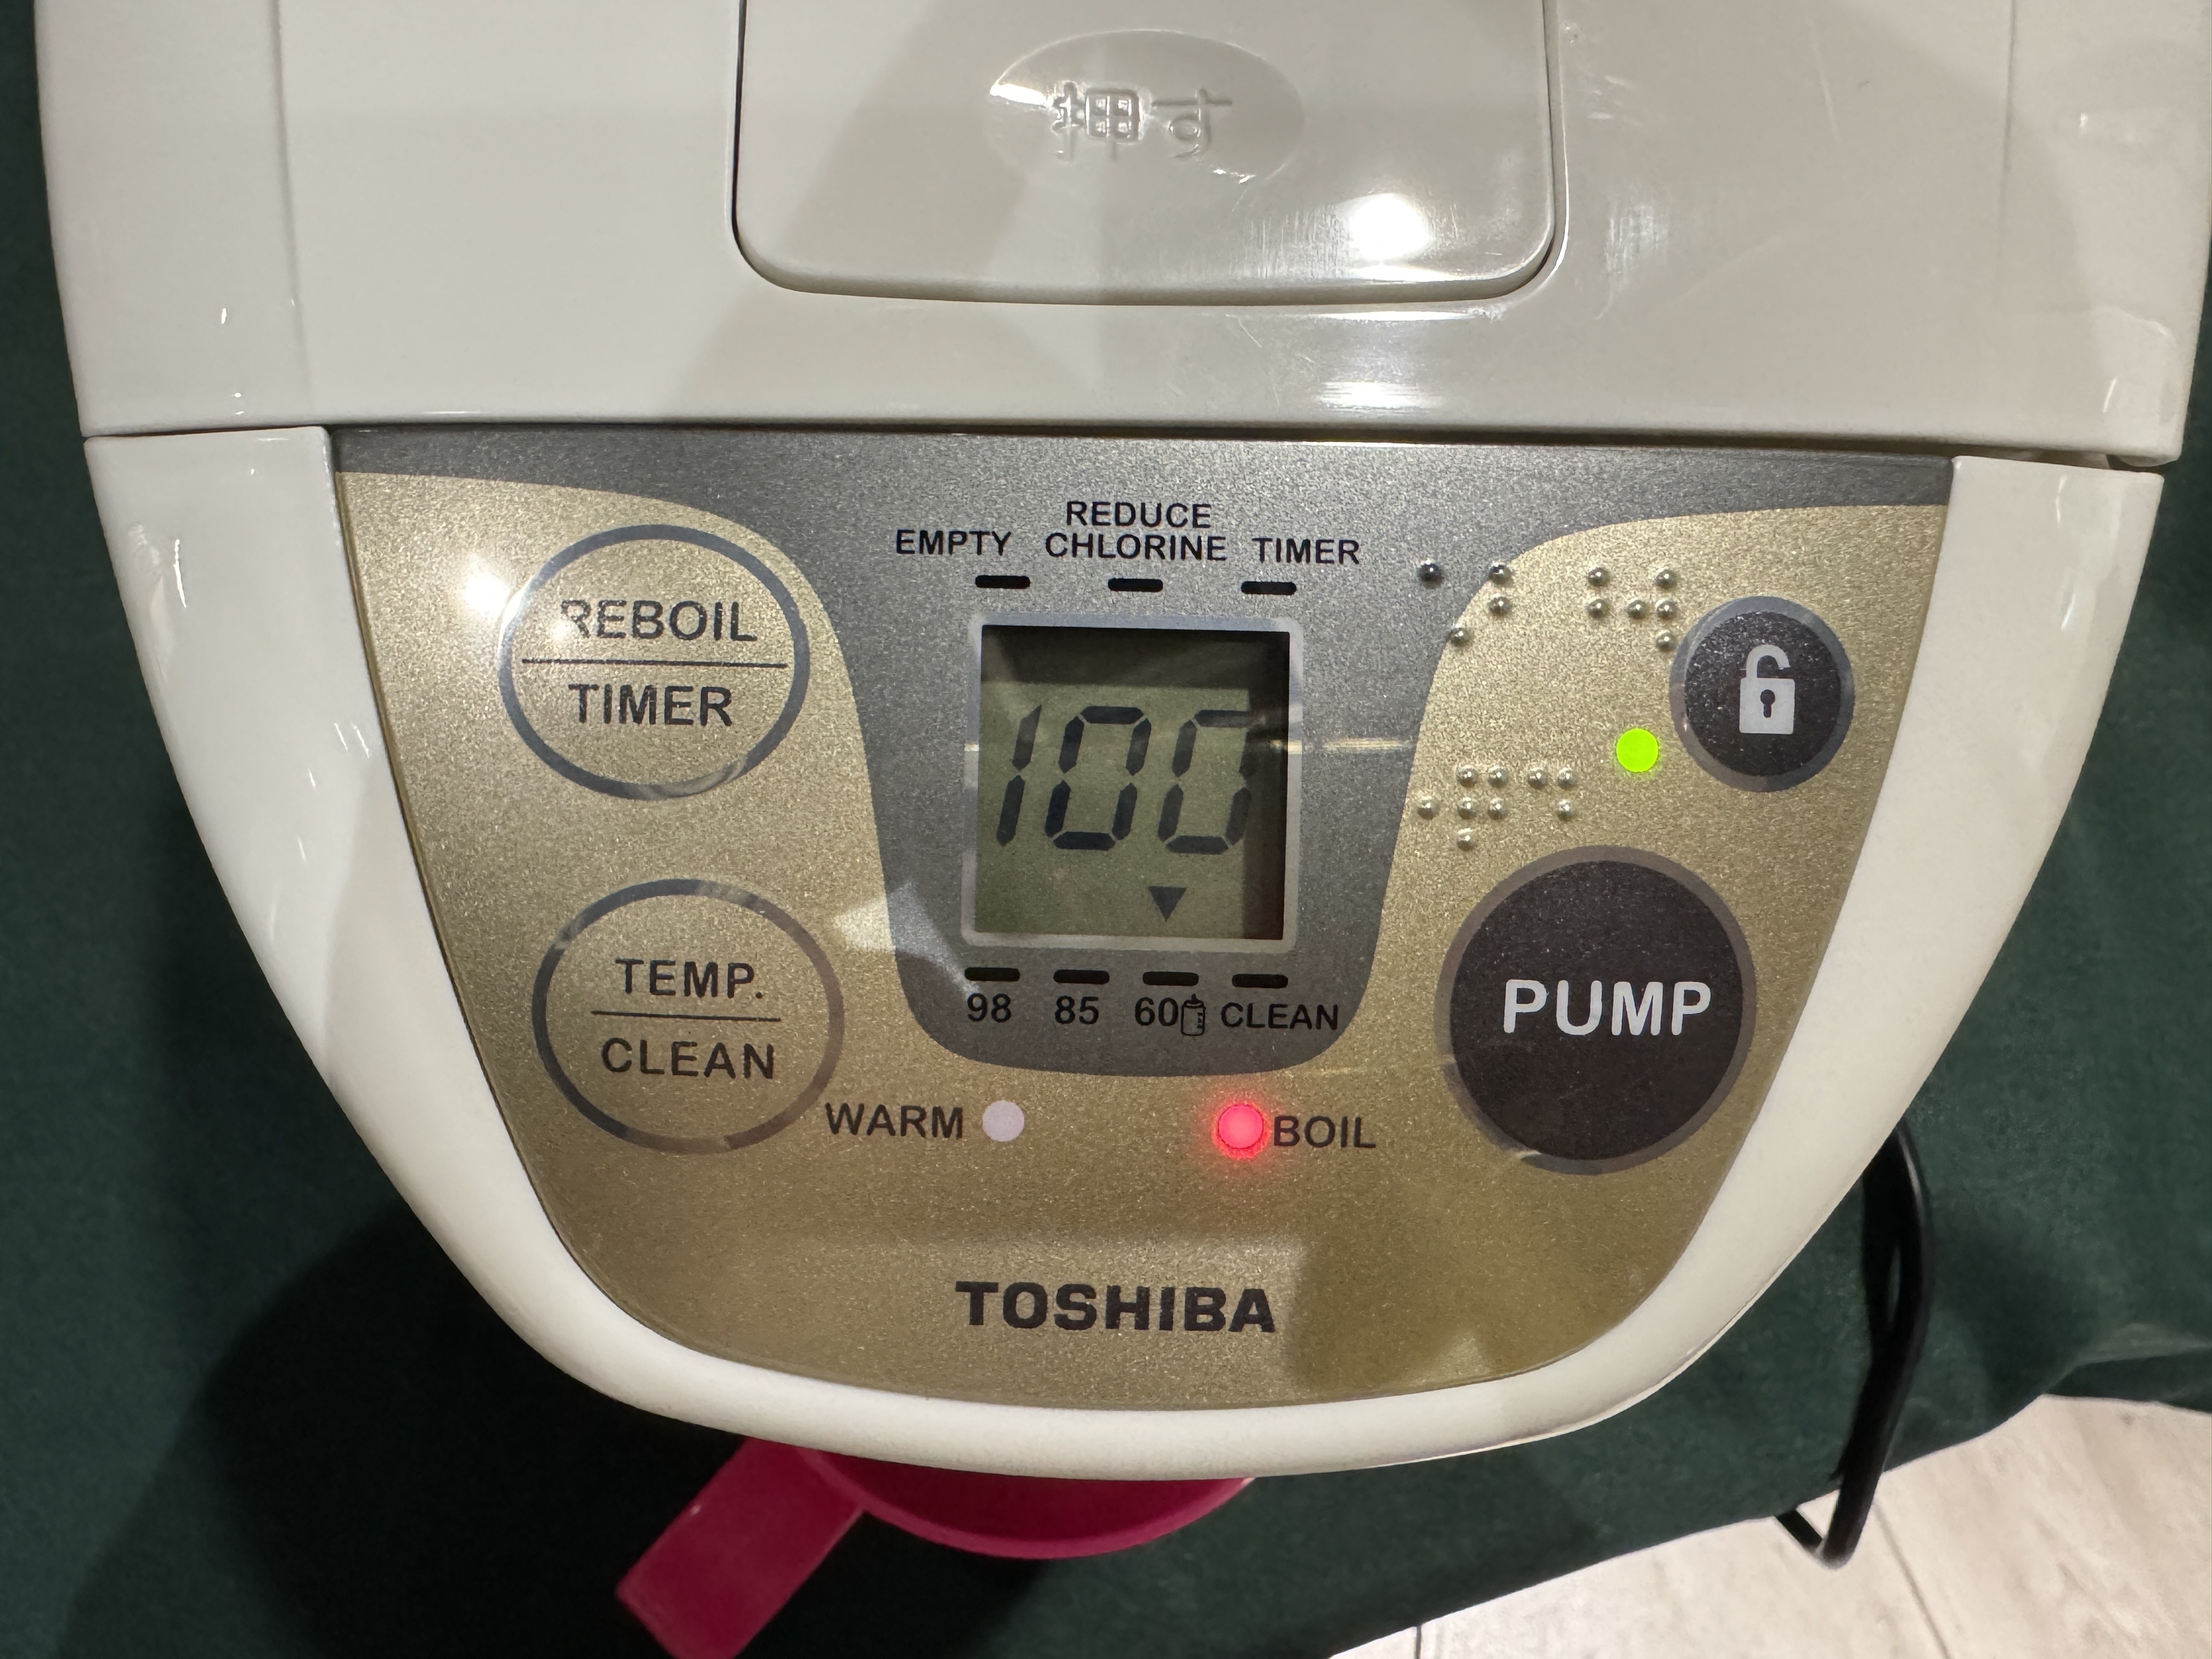 押す
REDUCE
EMPTY CHLORINE TIMER
REBOIL
TIMER
100
TEMP.
CLEAN
98 85 60 CLEAN
PUMP
WARM BOIL
TOSHIBA